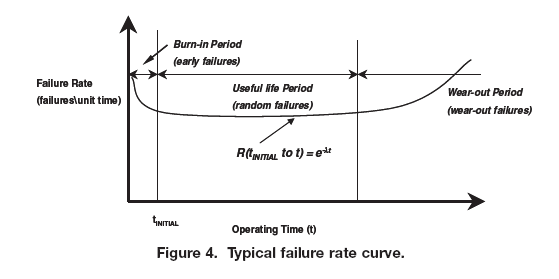 Burn-in Period
(early failures)
Failure Rate
(failures\unit time)
Useful life Period
(random failures)
Wear-out Period
(wear-out failures)
R(tINITIAL to t) = e-λt
tINITIAL
Operating Time (t)
Figure 4. Typical failure rate curve.